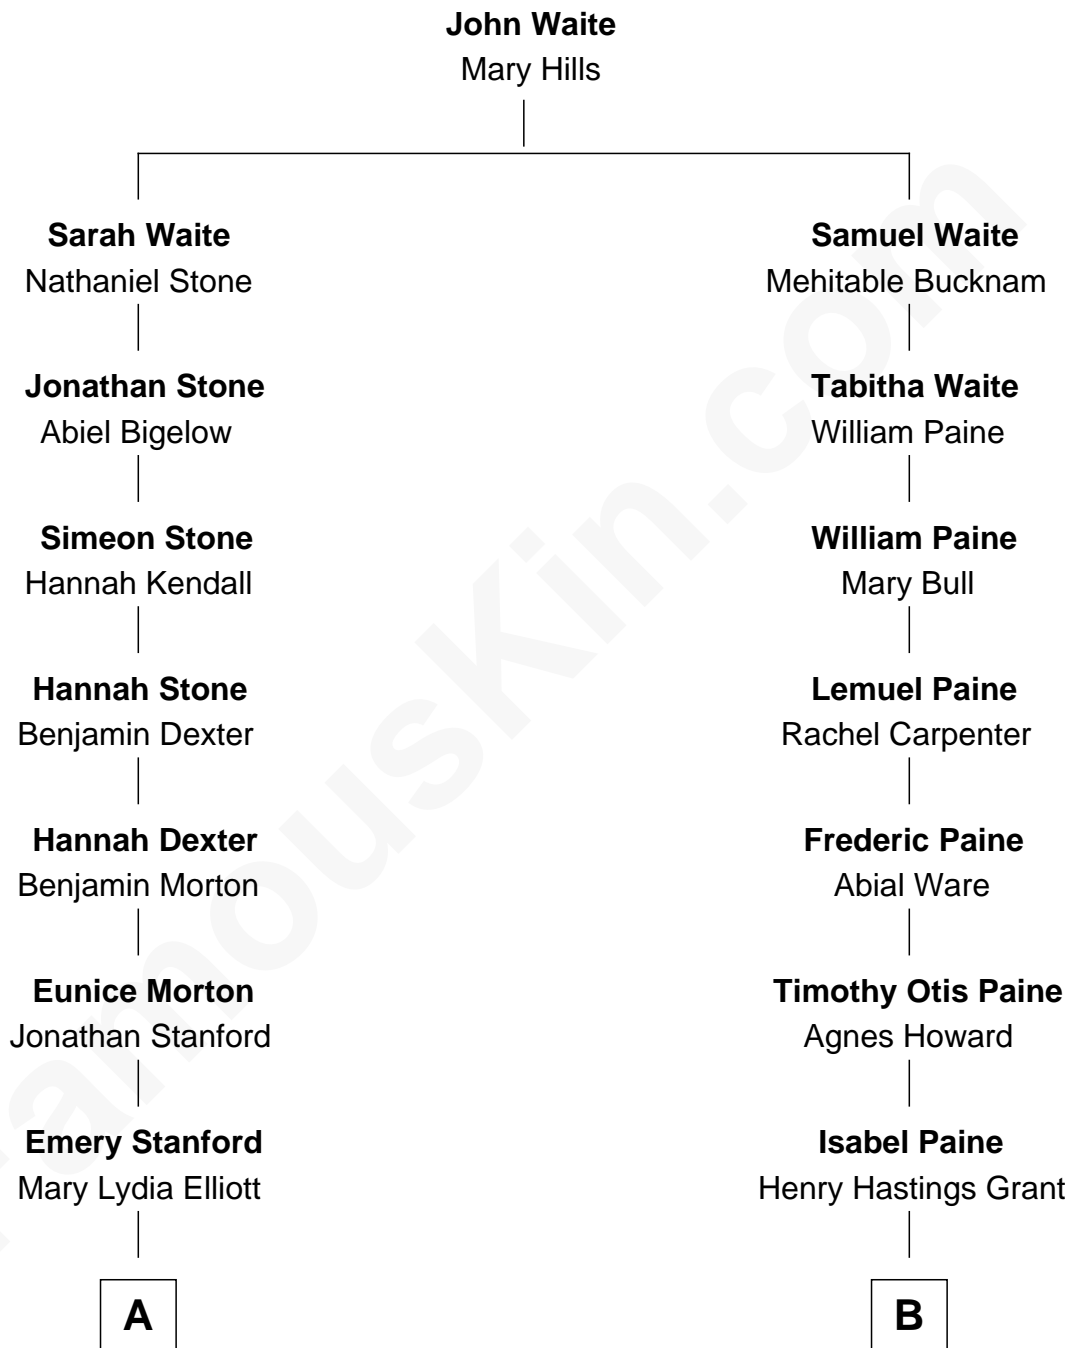 John Waite
Mary Hills
Sarah Waite
Nathaniel Stone
Samuel Waite
Mehitable Bucknam
Jonathan Stone
Abiel Bigelow
Tabitha Waite
William Paine
Simeon Stone
Hannah Kendall
William Paine
Mary Bull
Hannah Stone
Benjamin Dexter
Lemuel Paine
Rachel Carpenter
Hannah Dexter
Benjamin Morton
Frederic Paine
Abial Ware
Eunice Morton
Jonathan Stanford
Timothy Otis Paine
Agnes Howard
Emery Stanford
Mary Lydia Elliott
Isabel Paine
Henry Hastings Grant
A
B
FamousKin.com